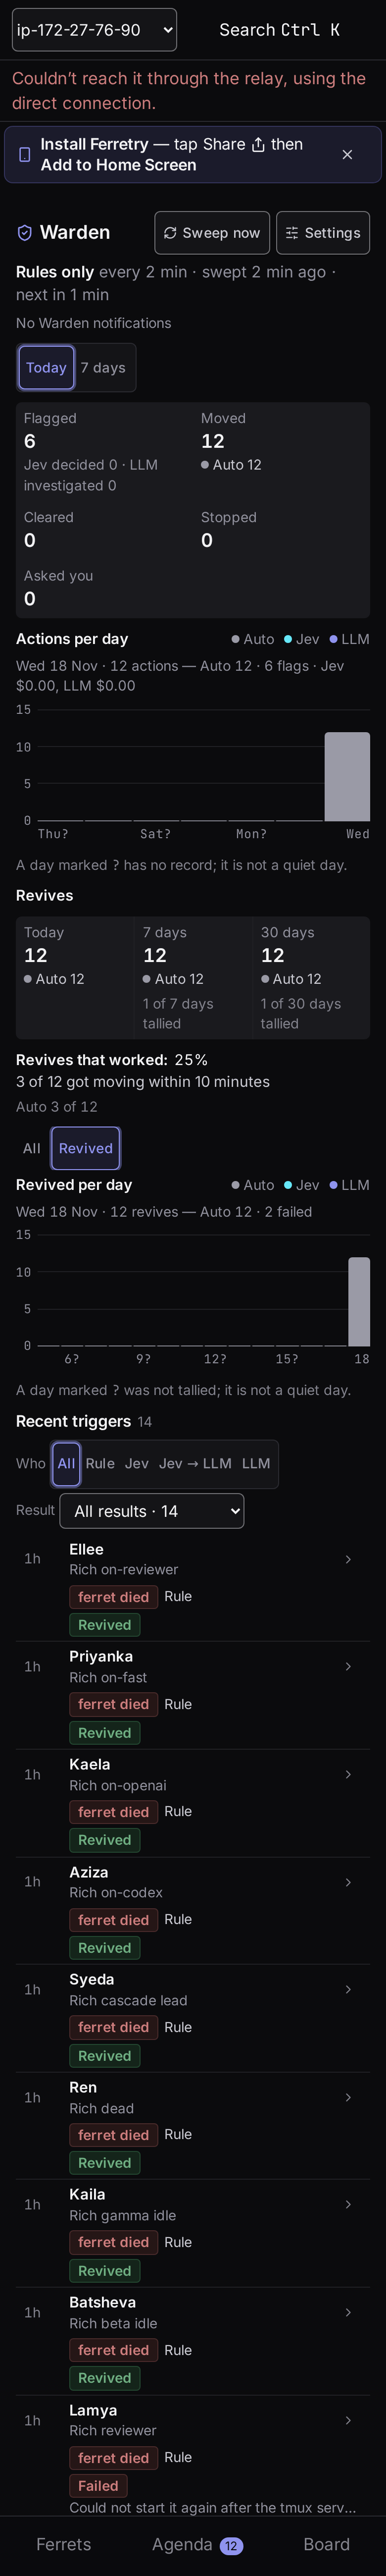 ip-172-27-76-90
Search Ctrl K
Couldn’t reach it through the relay, using the
direct connection.
Install Ferretry — tap Share then
Add to Home Screen
Warden
Sweep now
Settings
Rules only every 2 min · swept 2 min ago ·
next in 1 min
No Warden notifications
Today
7 days
Flagged
6
Jev decided 0 · LLM
investigated 0
Moved
12
Auto 12
Cleared
0
Stopped
0
Asked you
0
Actions per day
Auto Jev LLM
Wed 18 Nov · 12 actions — Auto 12 · 6 flags · Jev
$0.00, LLM $0.00
15
10
5
0
Thu? Sat? Mon? Wed
A day marked ? has no record; it is not a quiet day.
Revives
Today
12
Auto 12
7 days
12
Auto 12
1 of 7 days
tallied
30 days
12
Auto 12
1 of 30 days
tallied
Revives that worked: 25%
3 of 12 got moving within 10 minutes
Auto 3 of 12
All
Revived
Revived per day
Auto Jev LLM
Wed 18 Nov · 12 revives — Auto 12 · 2 failed
15
10
5
0
6? 9? 12? 15? 18
A day marked ? was not tallied; it is not a quiet day.
Recent triggers 14
Who All Rule Jev Jev → LLM LLM
Result All results · 14
1h Ellee
Rich on-reviewer
ferret died Rule
Revived
1h Priyanka
Rich on-fast
ferret died Rule
Revived
1h Kaela
Rich on-openai
ferret died Rule
Revived
1h Aziza
Rich on-codex
ferret died Rule
Revived
1h Syeda
Rich cascade lead
ferret died Rule
Revived
1h Ren
Rich dead
ferret died Rule
Revived
1h Kaila
Rich gamma idle
ferret died Rule
Revived
1h Batsheva
Rich beta idle
ferret died Rule
Revived
1h Lamya
Rich reviewer
ferret died Rule
Failed
Could not start it again after the tmux serv…
Ferrets
Agenda 12
Board